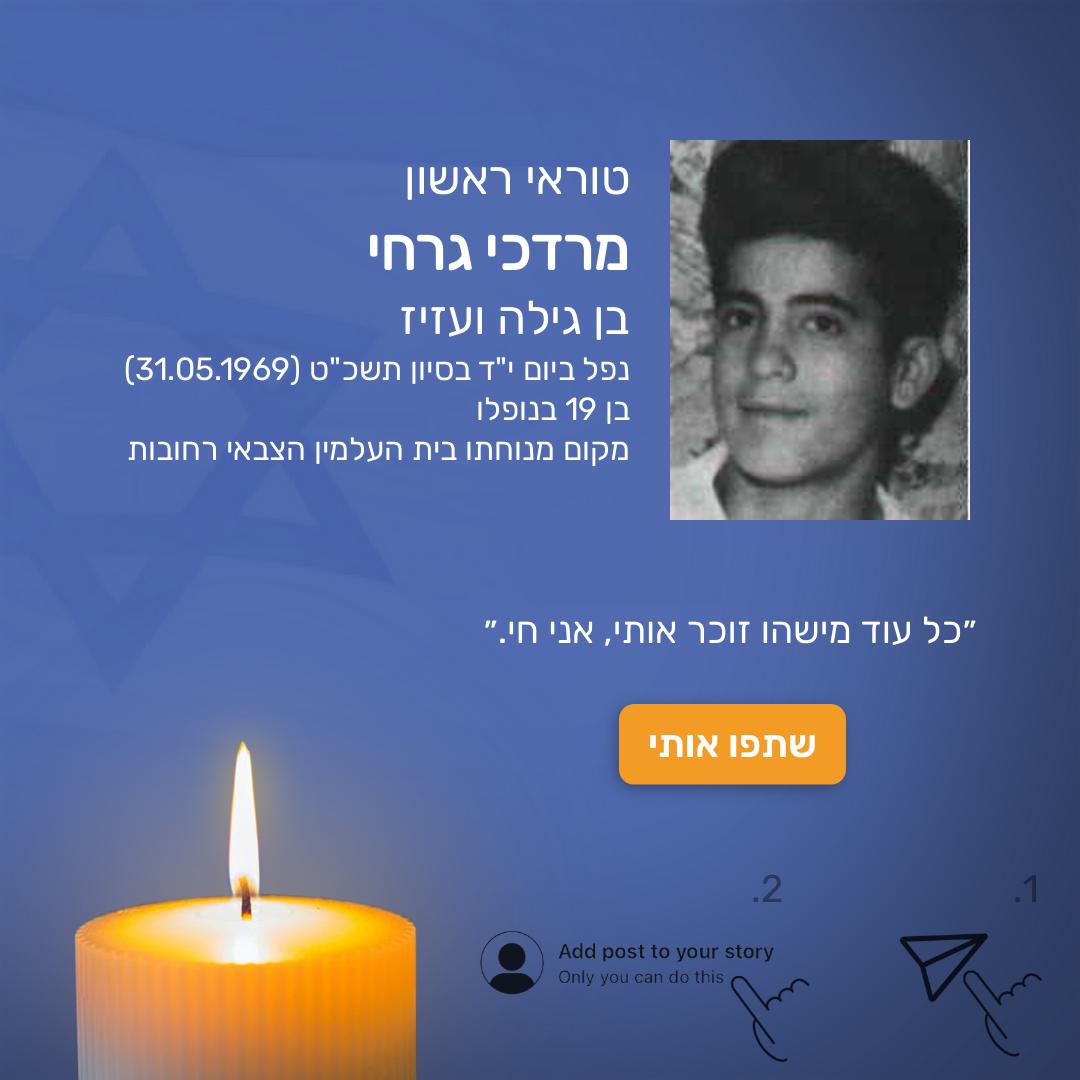 טוראי ראשון
מרדכי גרחי
בן גילה ועזיז
נפל ביום י"ד בסיון תשכ"ט (31.05.1969)
בן 19 בנופלו
מקום מנוחתו בית העלמין הצבאי רחובות
״כל עוד מישהו זוכר אותי, אני חי.״
שתפו אותי
1.
2.
Add post to your story
Only you can do this